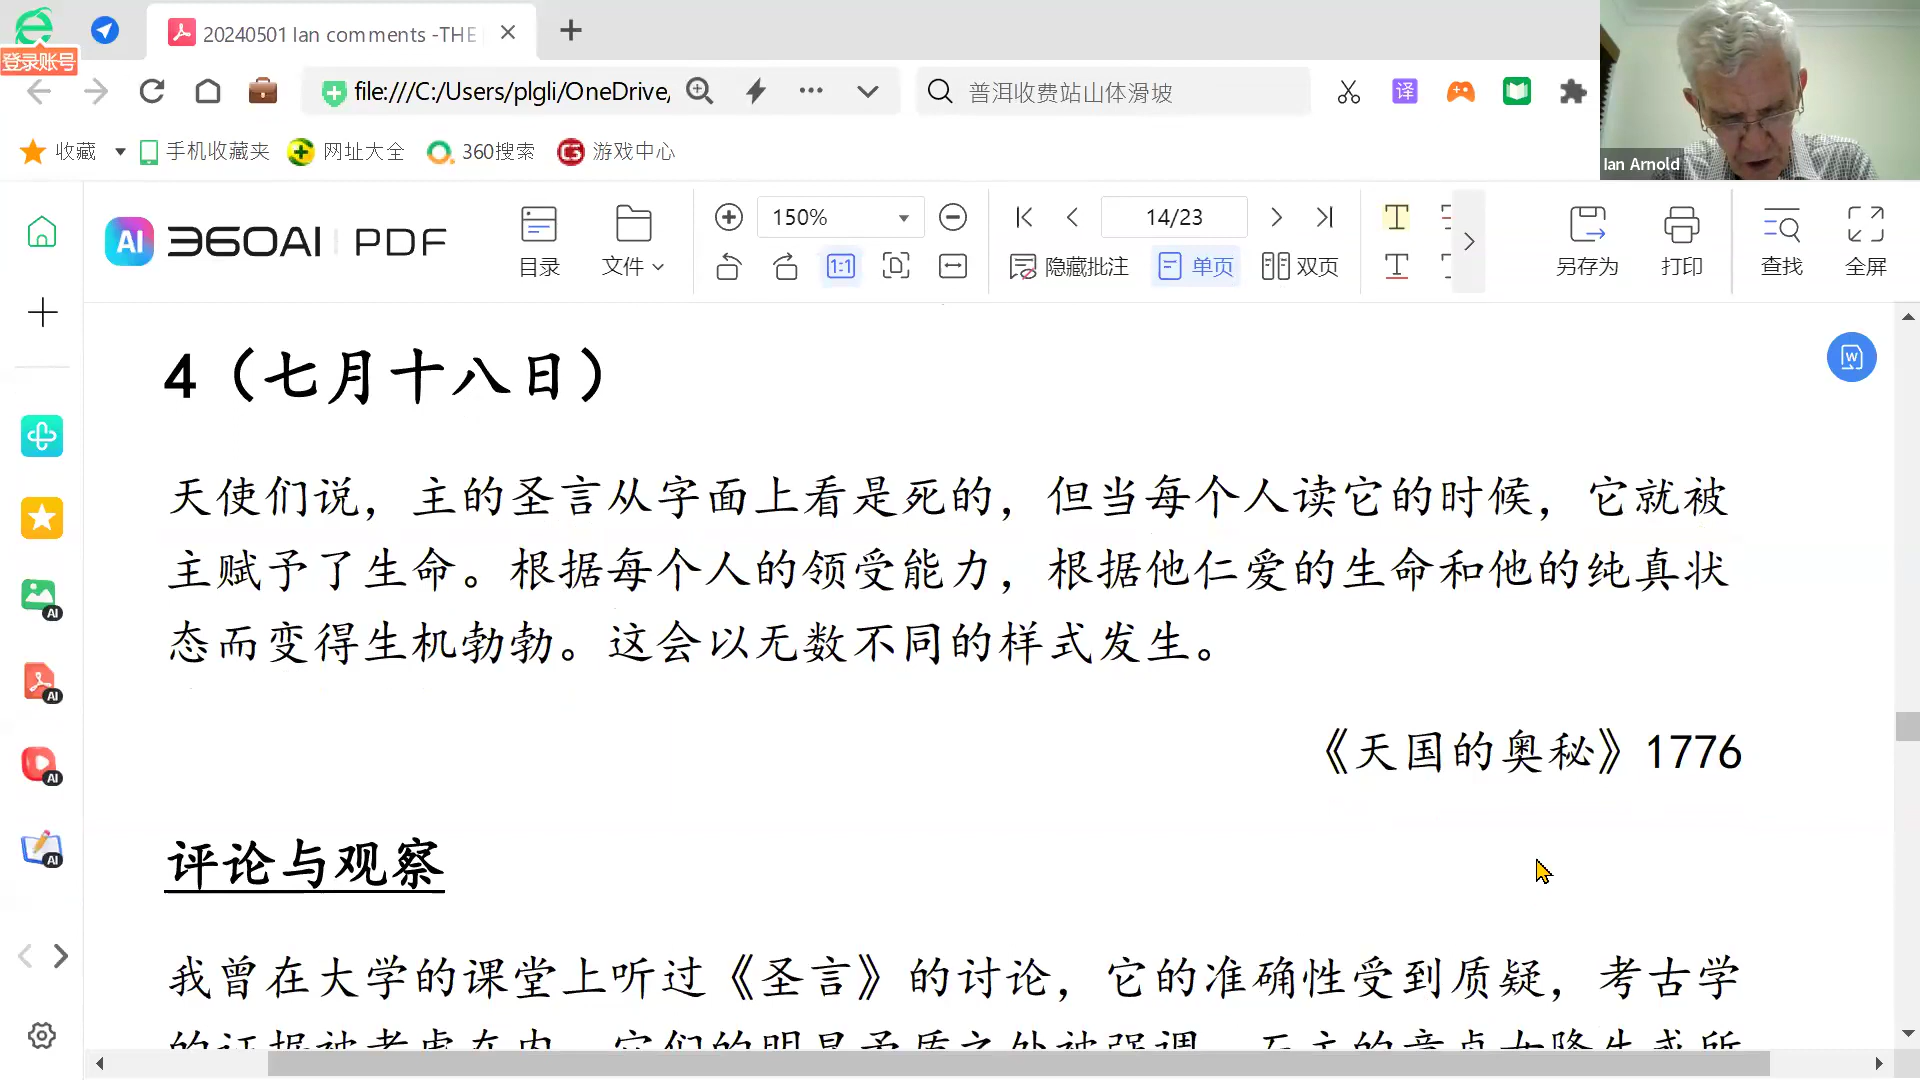 20240501 Ian comments -THE
登录账号
file:///C:/Users/plgli/OneDrive,
普洱收费站山体滑坡
译
Ian Arnold
收藏
手机收藏夹
网址大全
360搜索
游戏中心
AI 360AI | PDF
目录
文件
150%
1:1
14/23
隐藏批注
单页
双页
另存为
打印
查找
全屏
4（七月十八日）
天使们说，主的圣言从字面上看是死的，但当每个人读它的时候，它就被
主赋予了生命。根据每个人的领受能力，根据他仁爱的生命和他的纯真状
态而变得生机勃勃。这会以无数不同的样式发生。
《天国的奥秘》1776
评论与观察
我曾在大学的课堂上听过《圣言》的讨论，它的准确性受到质疑，考古学
AI
AI
AI
AI